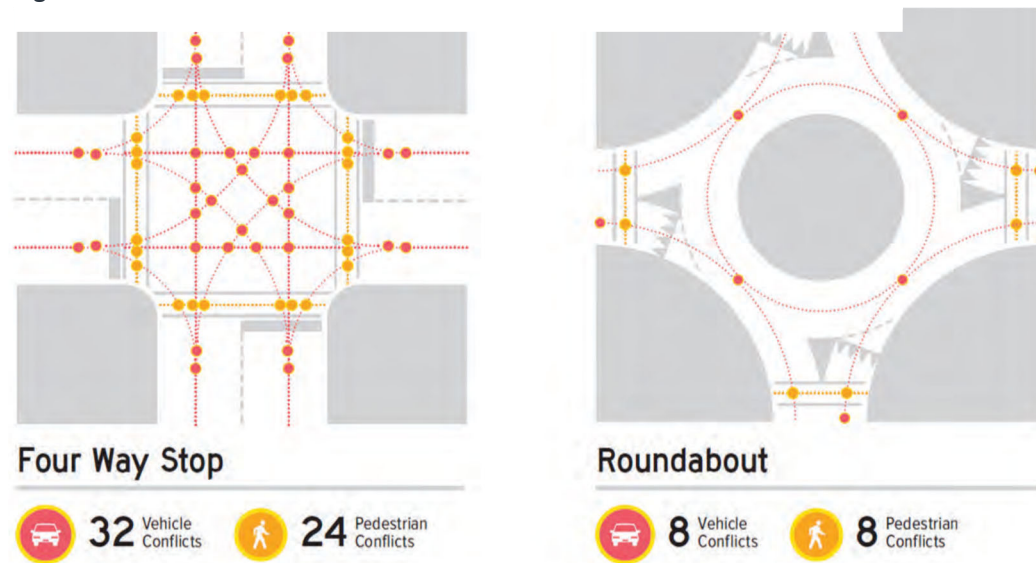 Four Way Stop
32 Vehicle Conflicts
24 Pedestrian Conflicts
Roundabout
8 Vehicle Conflicts
8 Pedestrian Conflicts